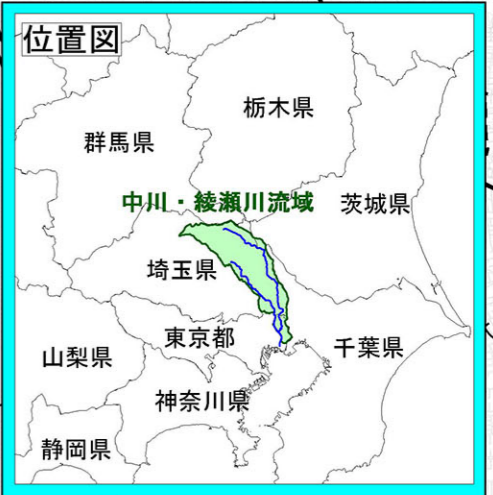 位置図
栃木県
群馬県
中川・綾瀬川流域
茨城県
埼玉県
東京都
千葉県
山梨県
神奈川県
静岡県